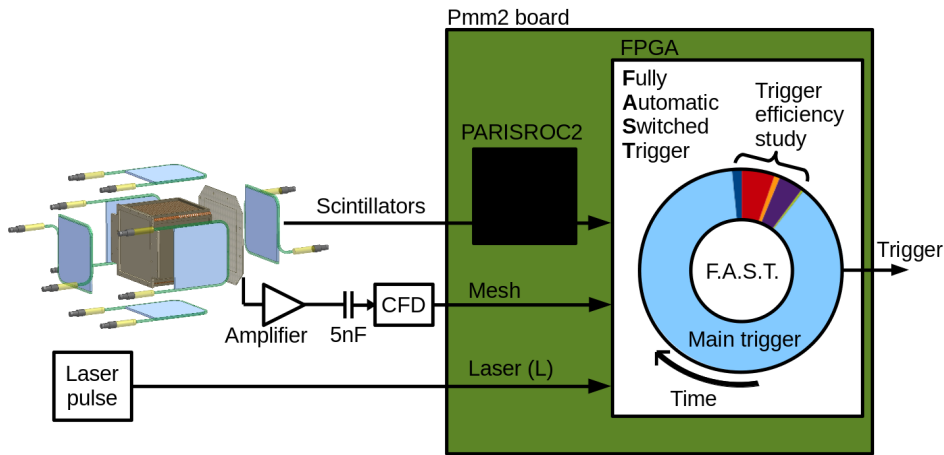 Pmm2 board
FPGA
Fully
Automatic
Switched
Trigger
Trigger
efficiency
study
PARISROC2
Scintillators
F.A.S.T.
Trigger
Mesh
CFD
Amplifier
5nF
Main trigger
Laser (L)
Laser
pulse
Time